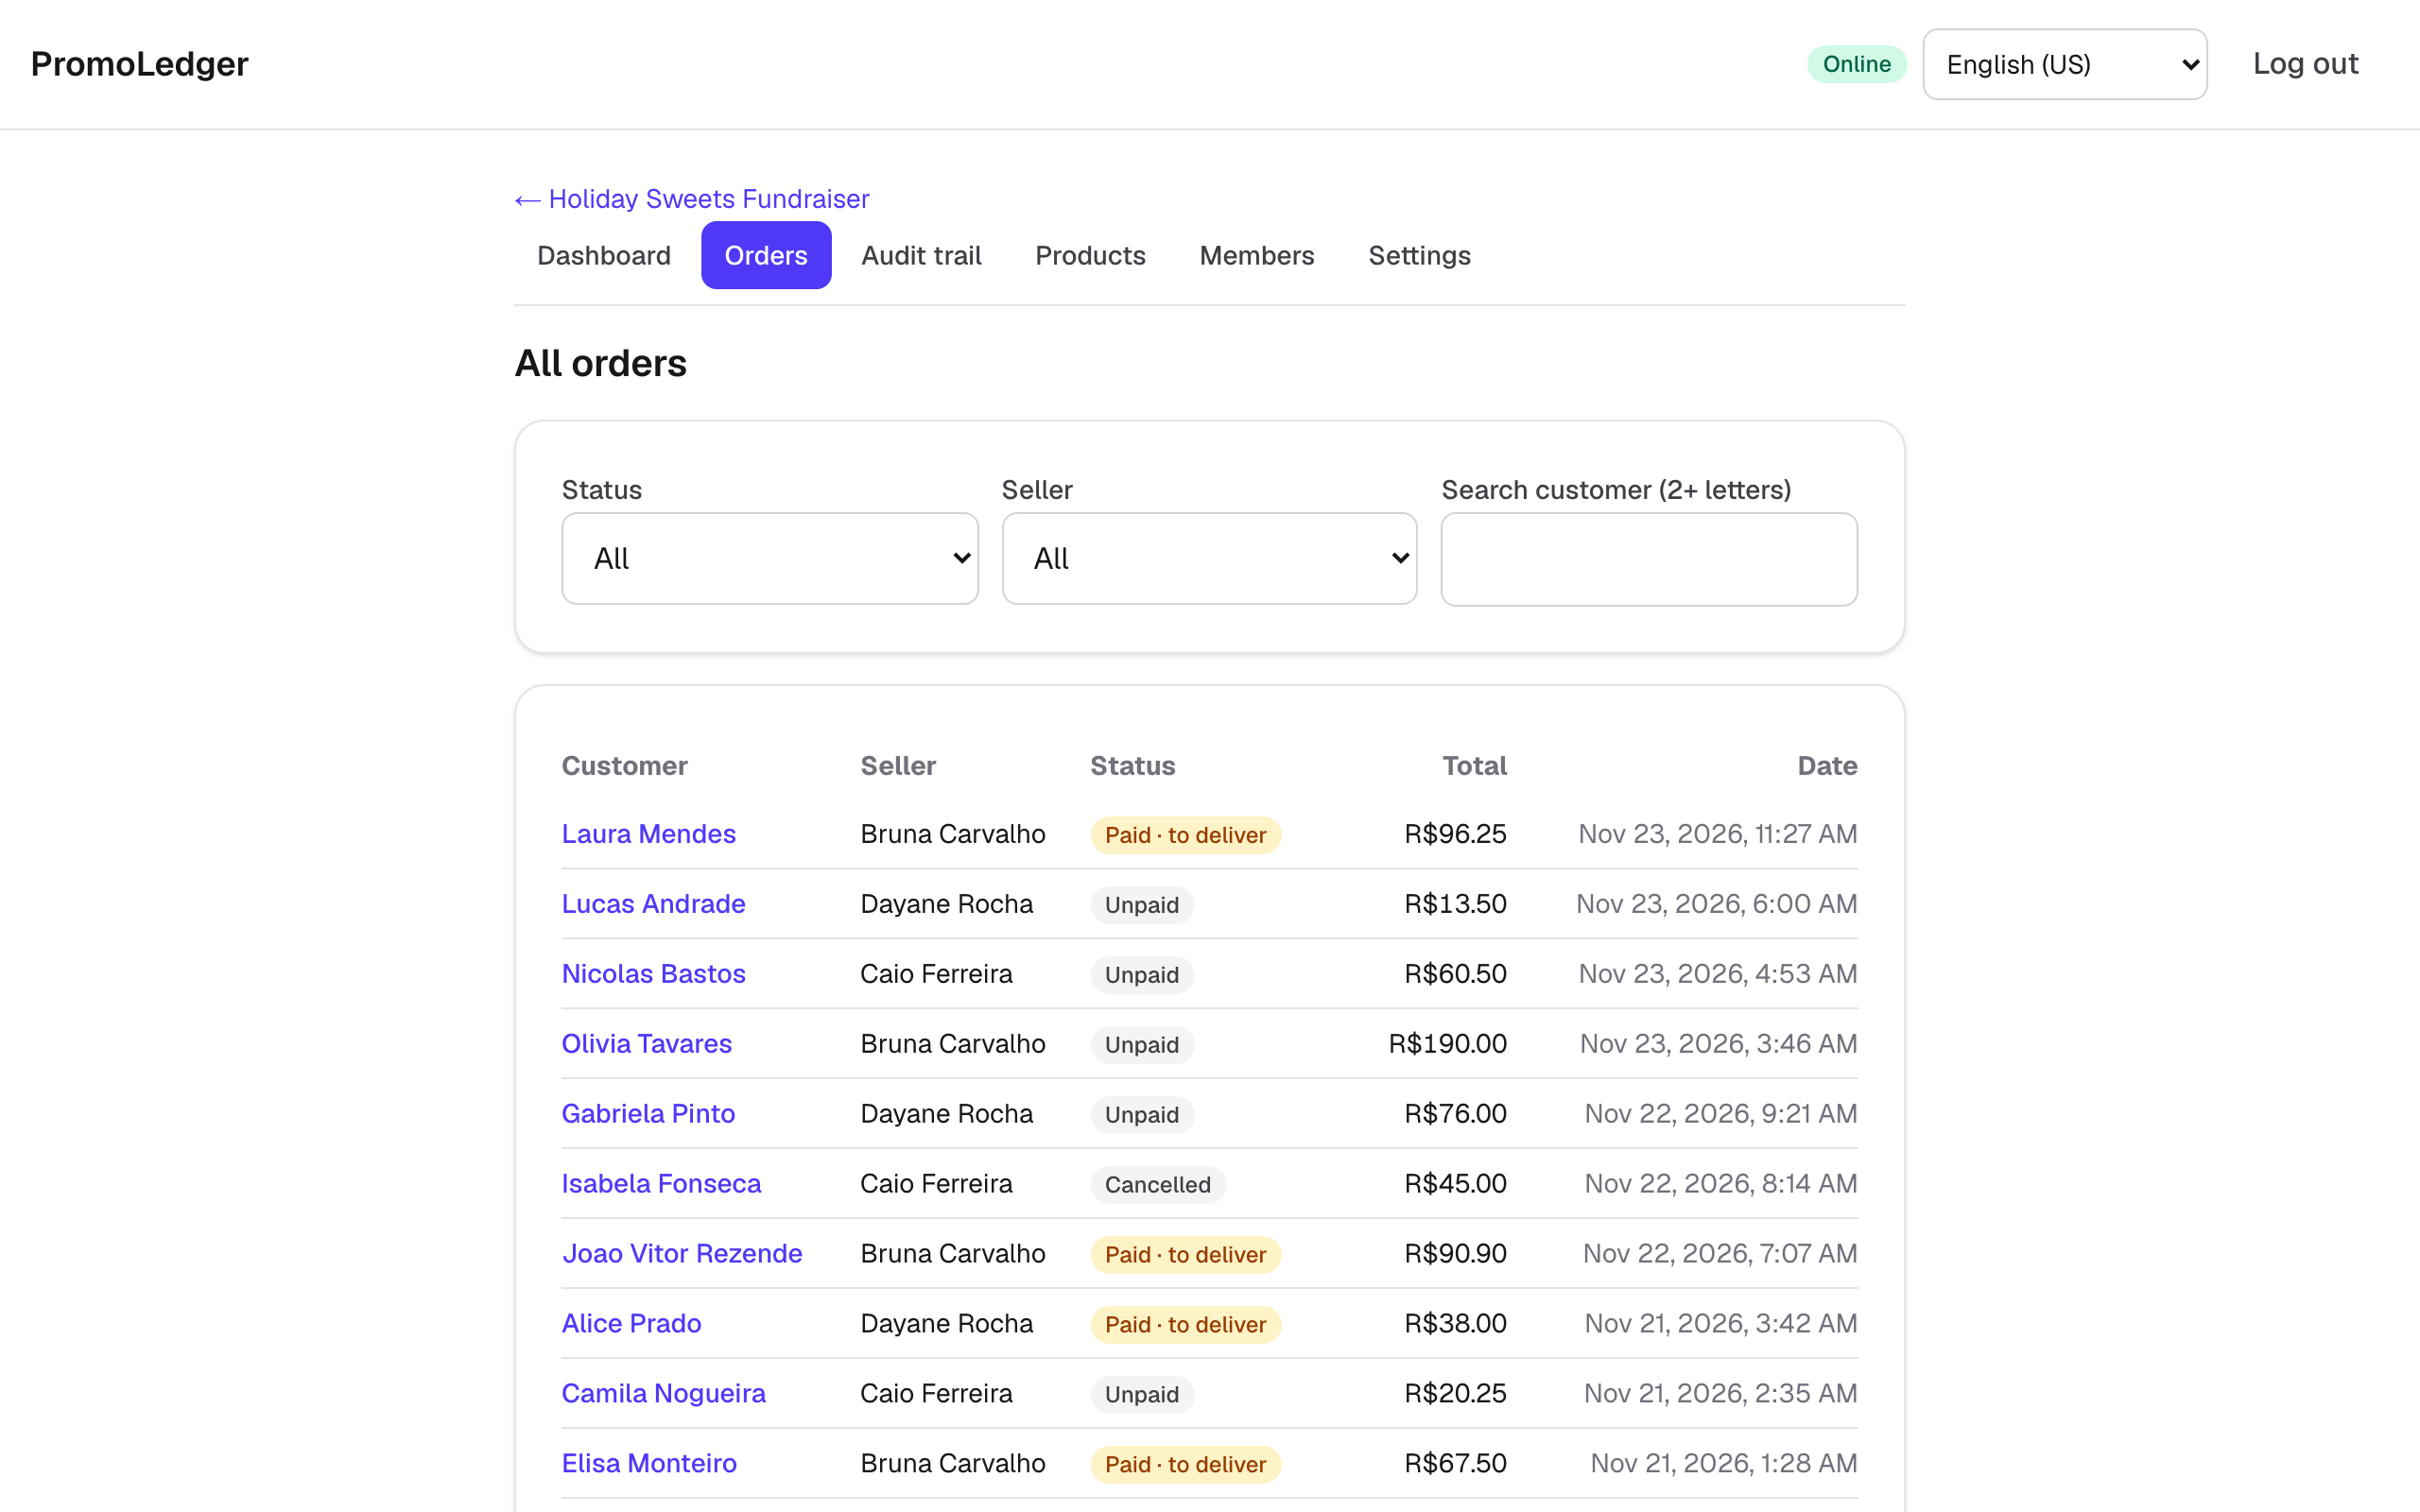 PromoLedger
Online
English (US)
Log out
← Holiday Sweets Fundraiser
Dashboard Orders Audit trail Products Members Settings
All orders
Status Seller Search customer (2+ letters)
All All
Customer Seller Status Total Date
Laura Mendes Bruna Carvalho Paid · to deliver R$96.25 Nov 23, 2026, 11:27 AM
Lucas Andrade Dayane Rocha Unpaid R$13.50 Nov 23, 2026, 6:00 AM
Nicolas Bastos Caio Ferreira Unpaid R$60.50 Nov 23, 2026, 4:53 AM
Olivia Tavares Bruna Carvalho Unpaid R$190.00 Nov 23, 2026, 3:46 AM
Gabriela Pinto Dayane Rocha Unpaid R$76.00 Nov 22, 2026, 9:21 AM
Isabela Fonseca Caio Ferreira Cancelled R$45.00 Nov 22, 2026, 8:14 AM
Joao Vitor Rezende Bruna Carvalho Paid · to deliver R$90.90 Nov 22, 2026, 7:07 AM
Alice Prado Dayane Rocha Paid · to deliver R$38.00 Nov 21, 2026, 3:42 AM
Camila Nogueira Caio Ferreira Unpaid R$20.25 Nov 21, 2026, 2:35 AM
Elisa Monteiro Bruna Carvalho Paid · to deliver R$67.50 Nov 21, 2026, 1:28 AM